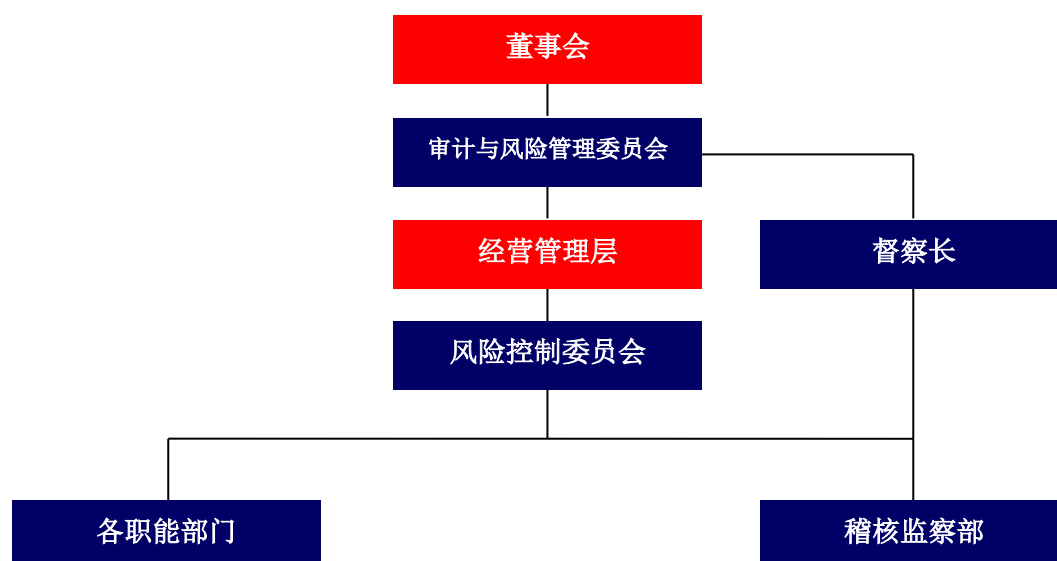 董事会
审计与风险管理委员会
经营管理层
督察长
风险控制委员会
各职能部门
稽核监察部